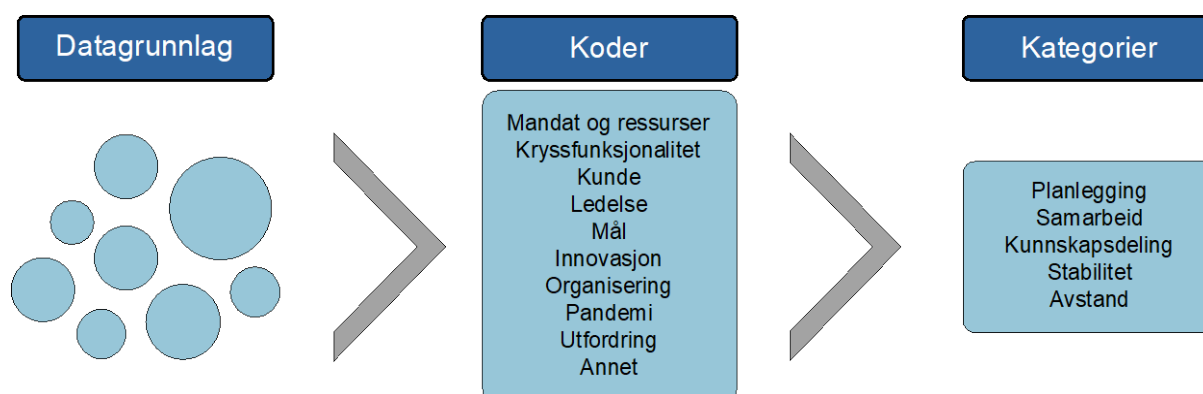 Datagrunnlag
Koder
Kategorier
Mandat og ressurser
Kryssfunksjonalitet
Kunde
Ledelse
Mål
Innovasjon
Organisering
Pandemi
Utfordring
Annet
Planlegging
Samarbeid
Kunnskapsdeling
Stabilitet
Avstand